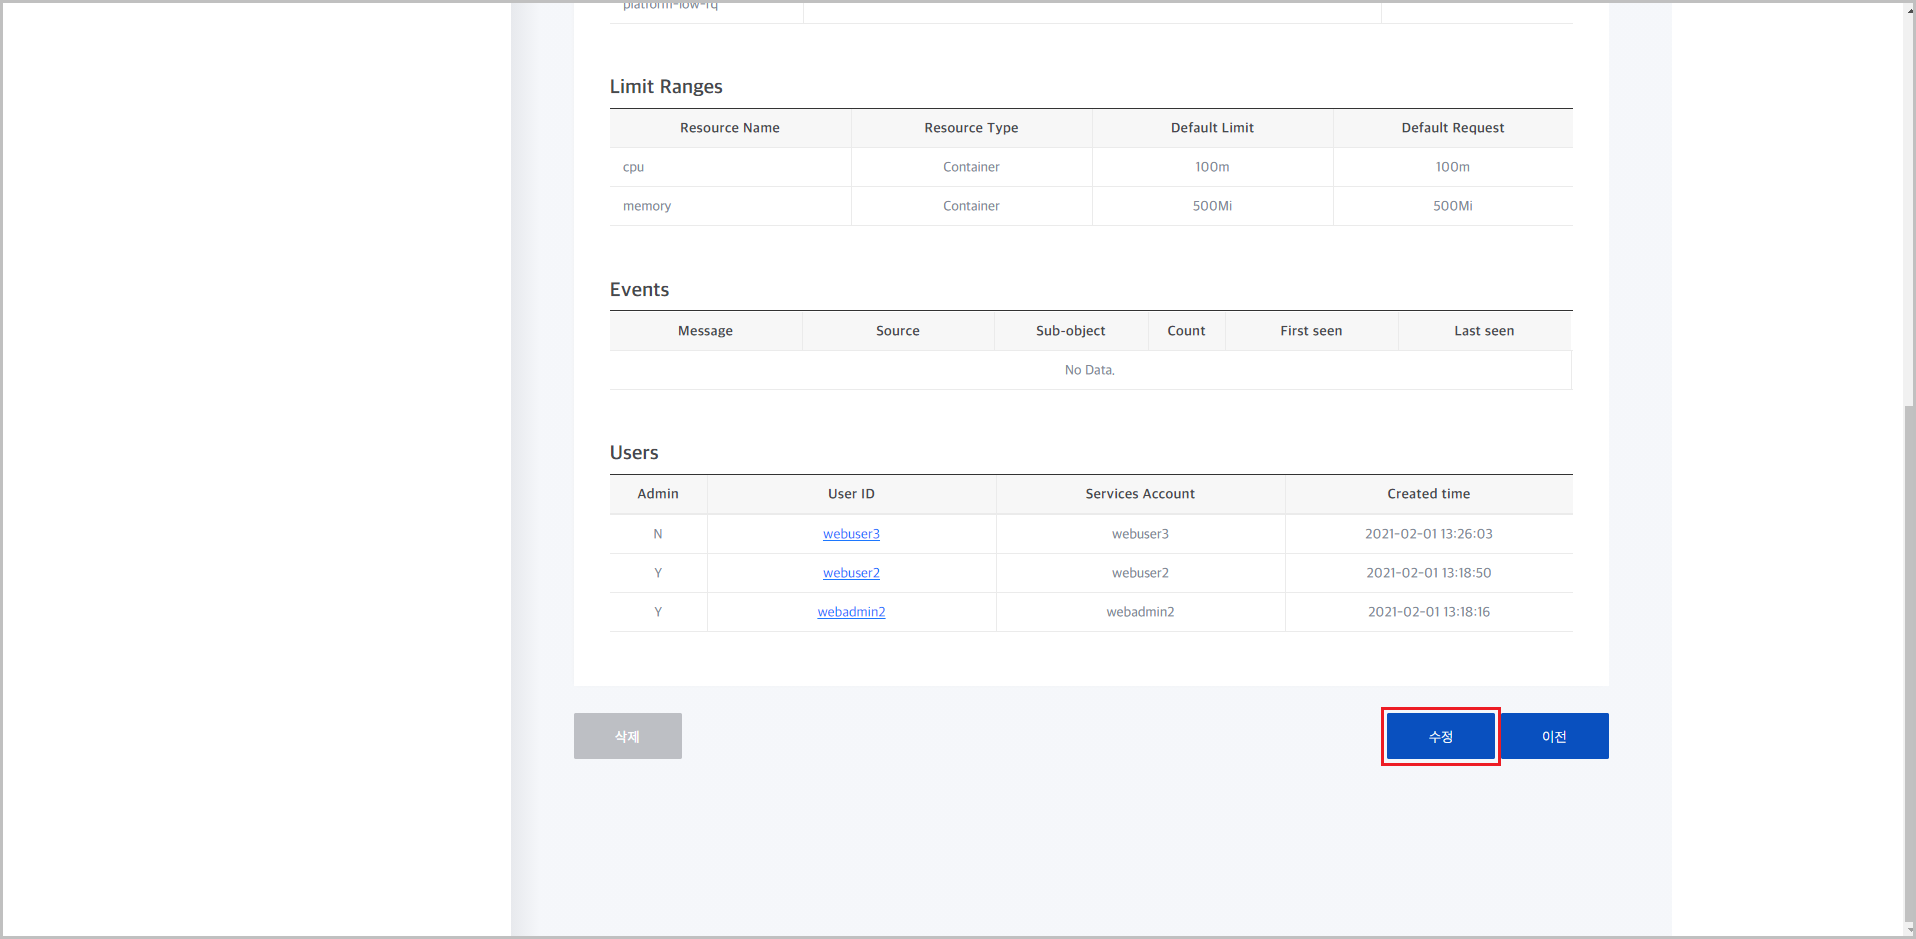 platform-low-rq
Limit Ranges
Resource Name Resource Type Default Limit Default Request
cpu Container 100m 100m
memory Container 500Mi 500Mi
Events
Message Source Sub-object Count First seen Last seen
No Data.
Users
Admin User ID Services Account Created time
N webuser3 webuser3 2021-02-01 13:26:03
Y webuser2 webuser2 2021-02-01 13:18:50
Y webadmin2 webadmin2 2021-02-01 13:18:16
삭제 수정 이전